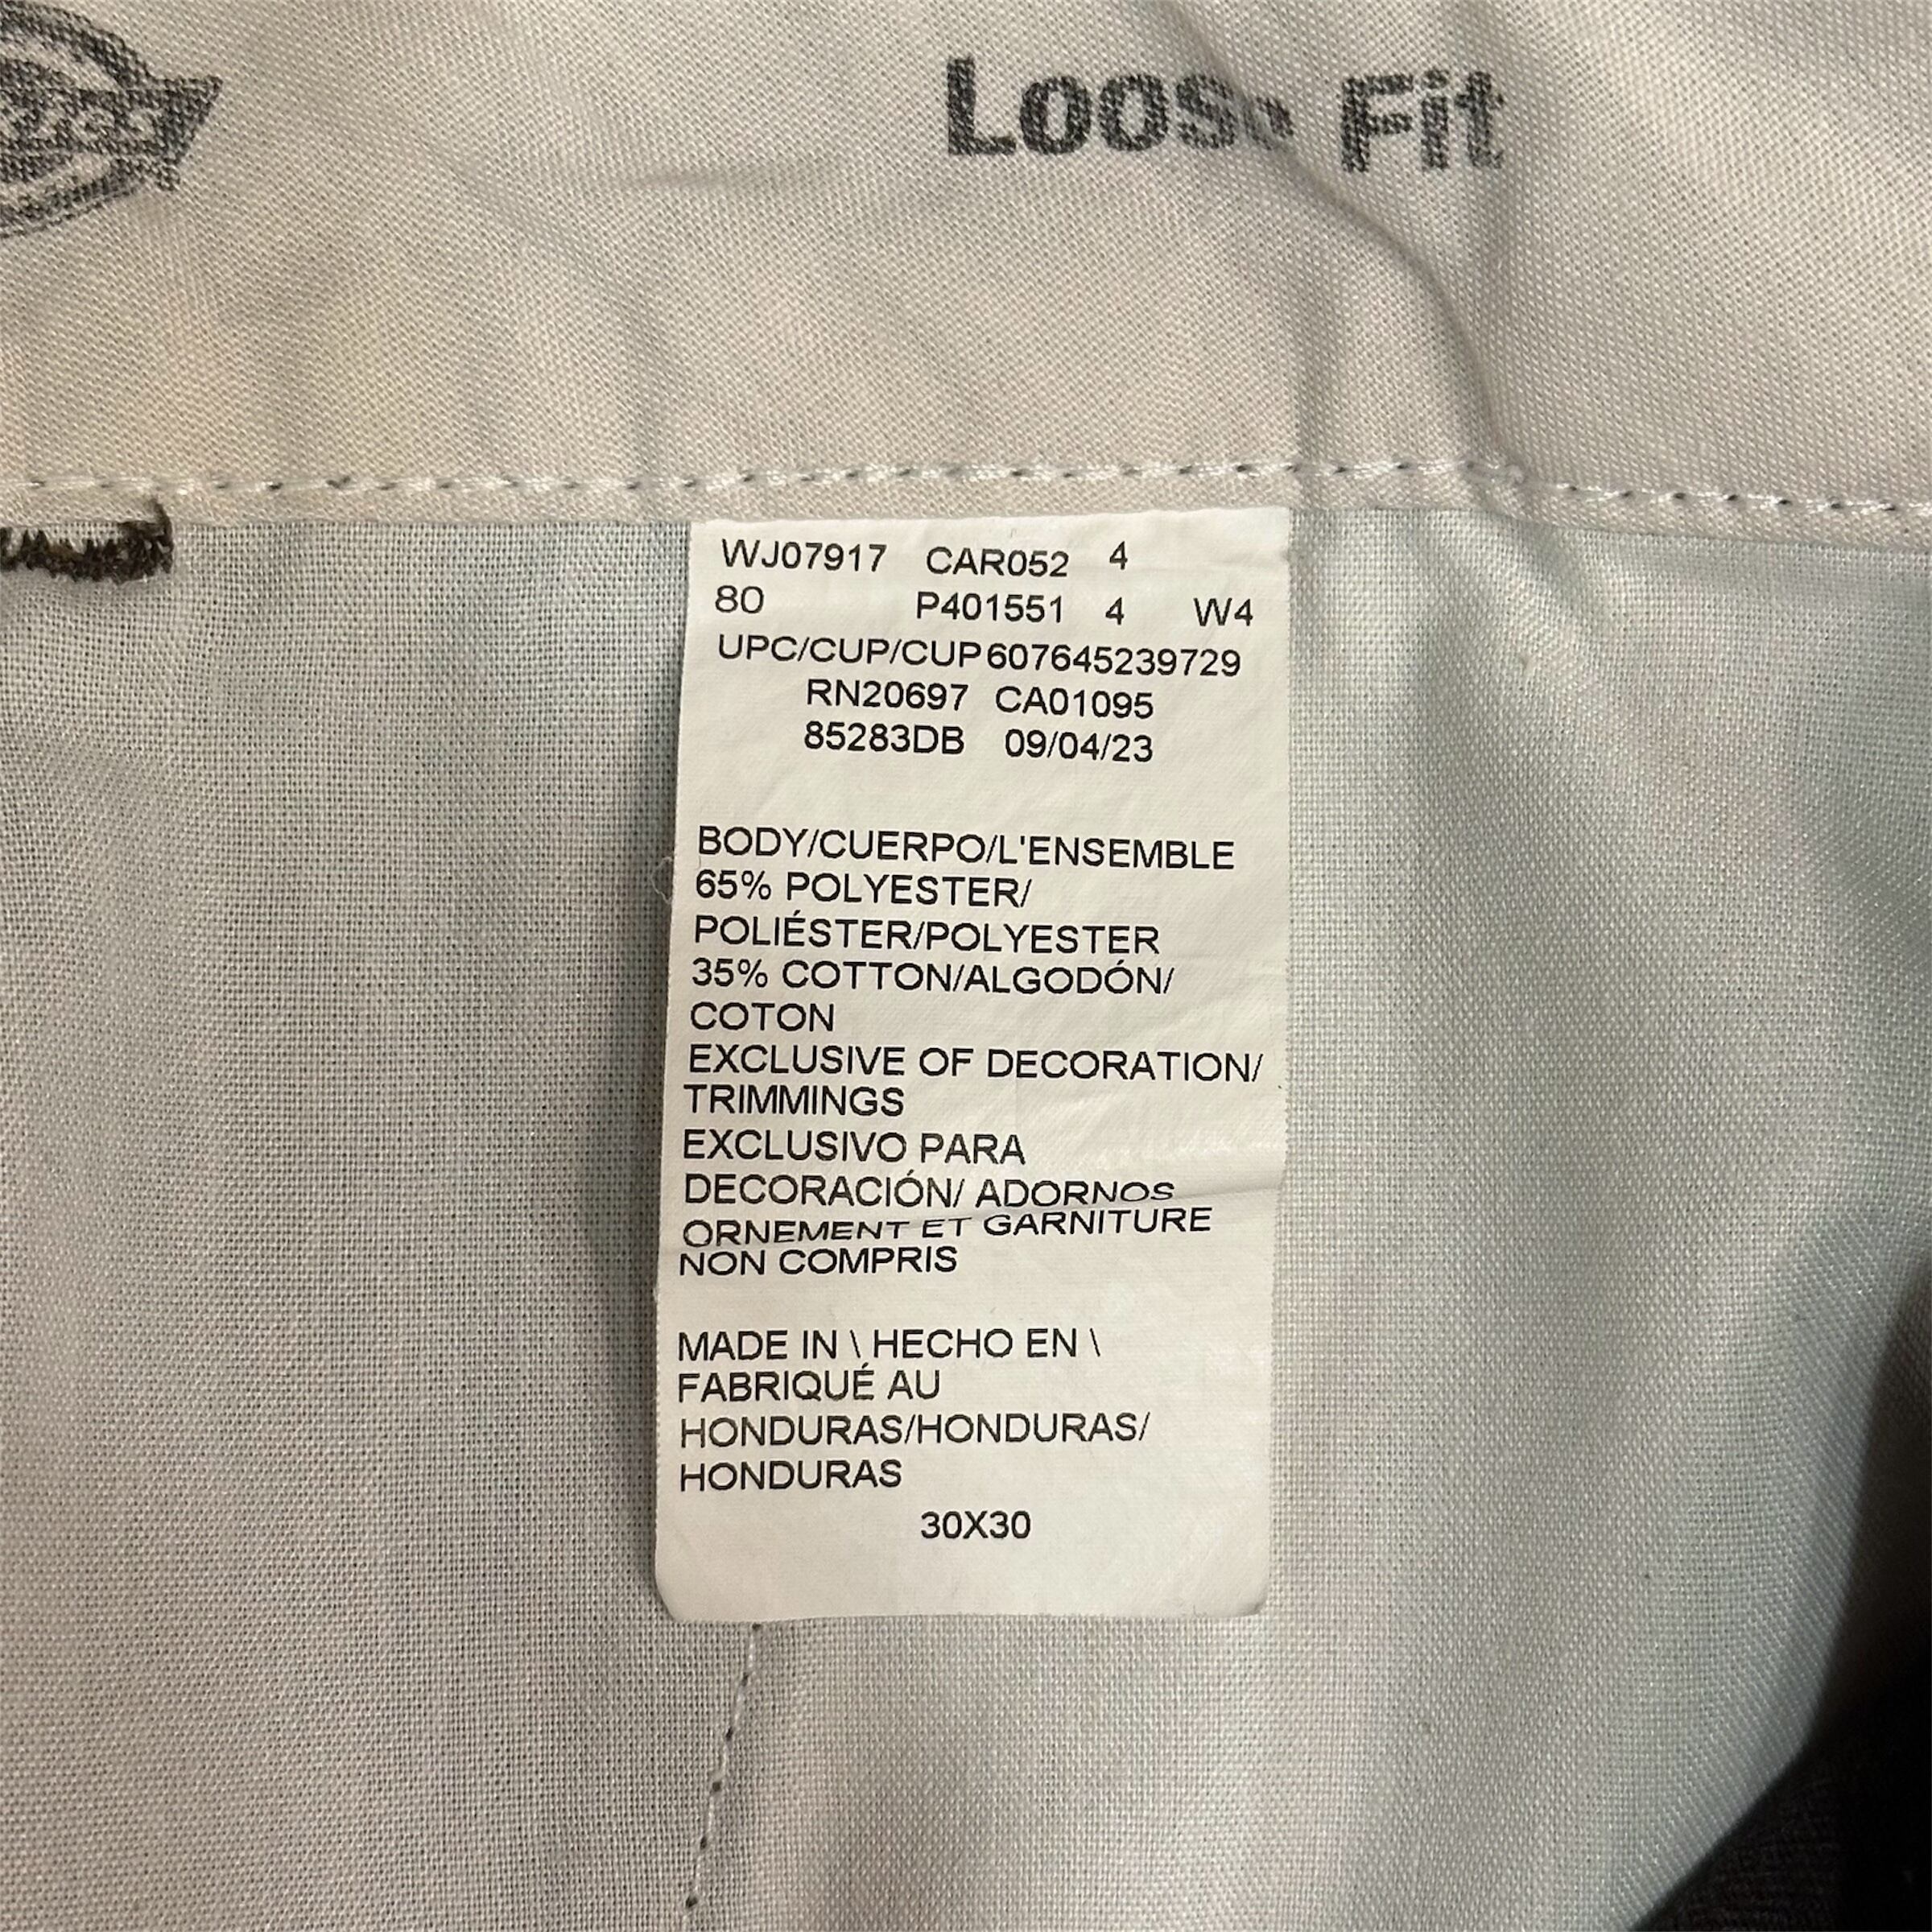 Loose Fit
WJ07917 CAR052 4
80 P401551 4 W4
UPC/CUP/CUP607645239729
RN20697 CA01095
85283DB 09/04/23
BODY/CUERPO/L'ENSEMBLE
65% POLYESTER/
POLIÉSTER/POLYESTER
35% COTTON/ALGODÓN/
COTON
EXCLUSIVE OF DECORATION/
TRIMMINGS
EXCLUSIVO PARA
DECORACIÓN/ ADORNOS
ORNEMENT ET GARNITURE
NON COMPRIS
MADE IN \ HECHO EN \
FABRIQUÉ AU
HONDURAS/HONDURAS/
HONDURAS
30X30